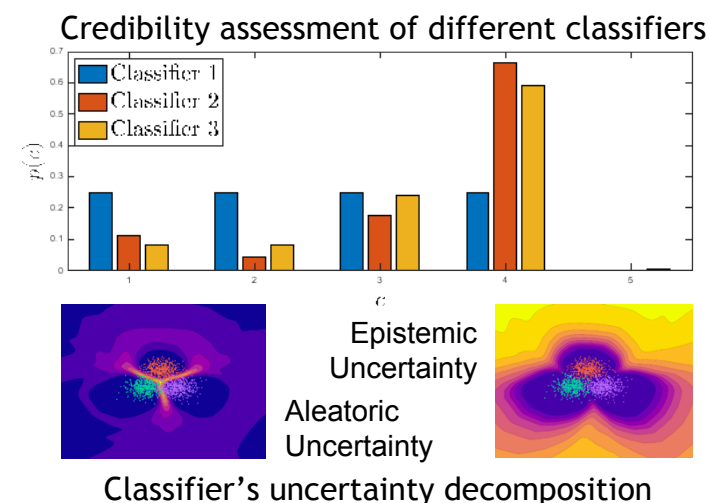 Credibility assessment of different classifiers
0.7
0.6
0.5
0.4
0.3
0.2
0.1
0
p(c)
Classifier 1
Classifier 2
Classifier 3
1 2 3 4 5
c
Epistemic
Uncertainty
Aleatoric
Uncertainty
Classifier's uncertainty decomposition